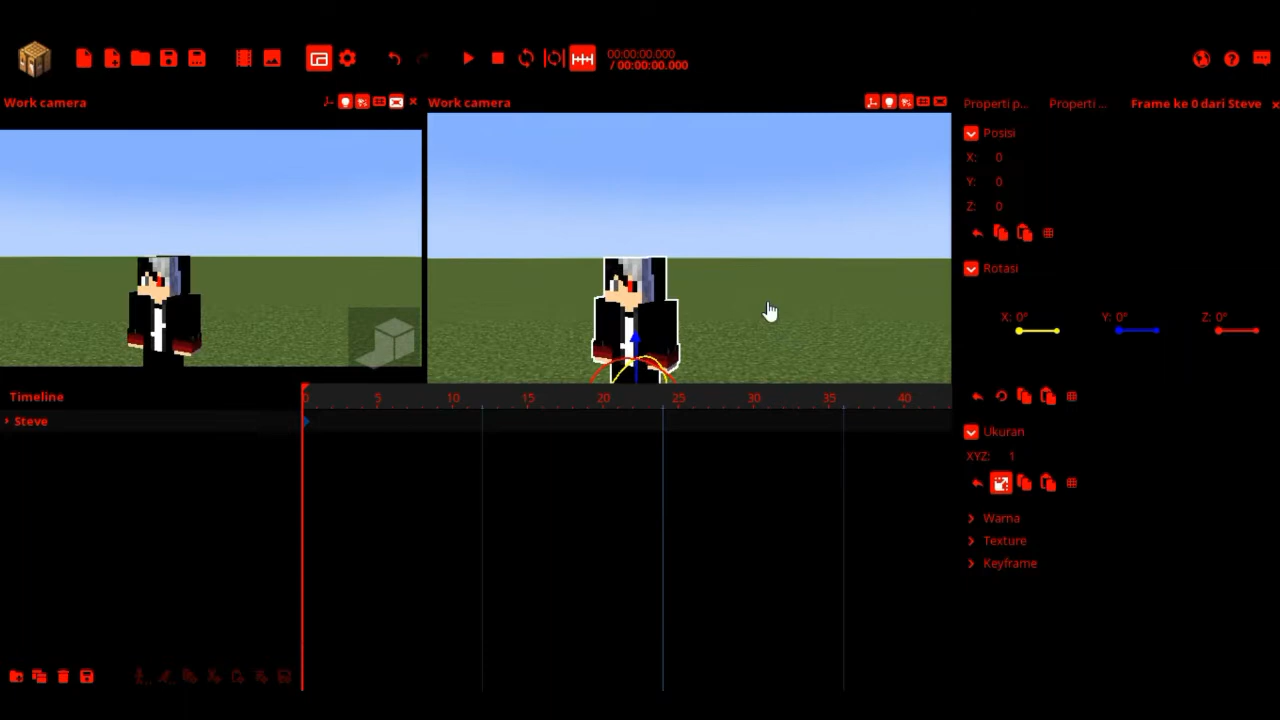 00:00:00.000
/ 00:00:00.000
Work camera
Work camera
Properti p...
Properti ...
Frame ke 0 dari Steve
Posisi
X: 0
Y: 0
Z: 0
Rotasi
X: 0°
Y: 0°
Z: 0°
Timeline
0 5 10 15 20 25 30 35 40
Steve
Ukuran
XYZ: 1
Warna
Texture
Keyframe